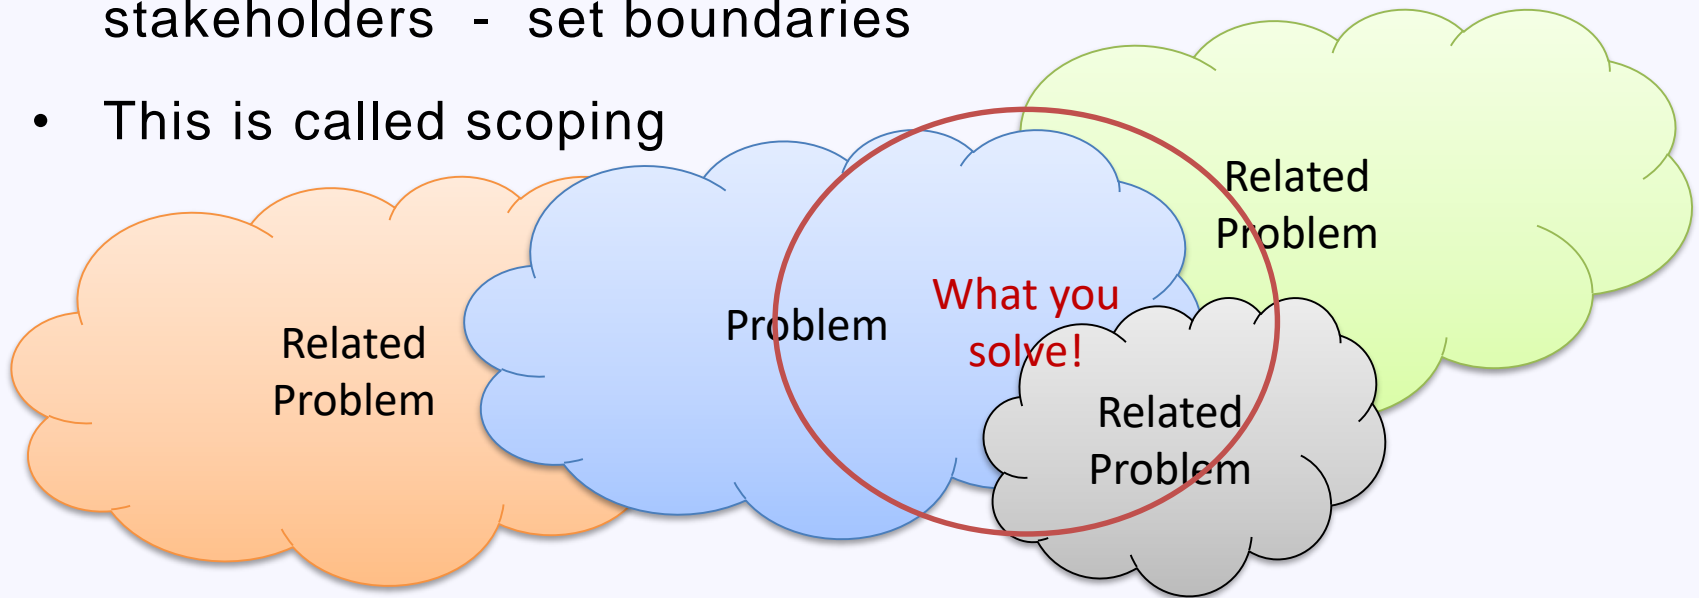 stakeholders - set boundaries
• This is called scoping
Related
Problem
Problem
What you
solve!
Related
Problem
Related
Problem